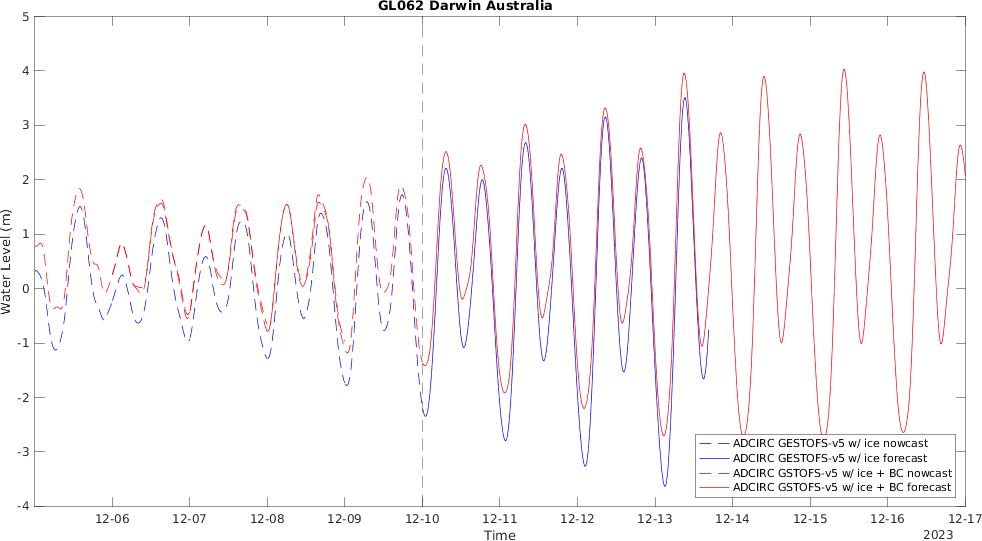 GL062 Darwin Australia
Water Level (m)
5
4
3
2
1
0
-1
-2
-3
-4
ADCIRC GESTOFS-v5 w/ ice nowcast
ADCIRC GESTOFS-v5 w/ ice forecast
ADCIRC GSTOFS-v5 w/ ice + BC nowcast
ADCIRC GSTOFS-v5 w/ ice + BC forecast
12-06 12-07 12-08 12-09 12-10 12-11 12-12 12-13 12-14 12-15 12-16 12-17
Time
2023